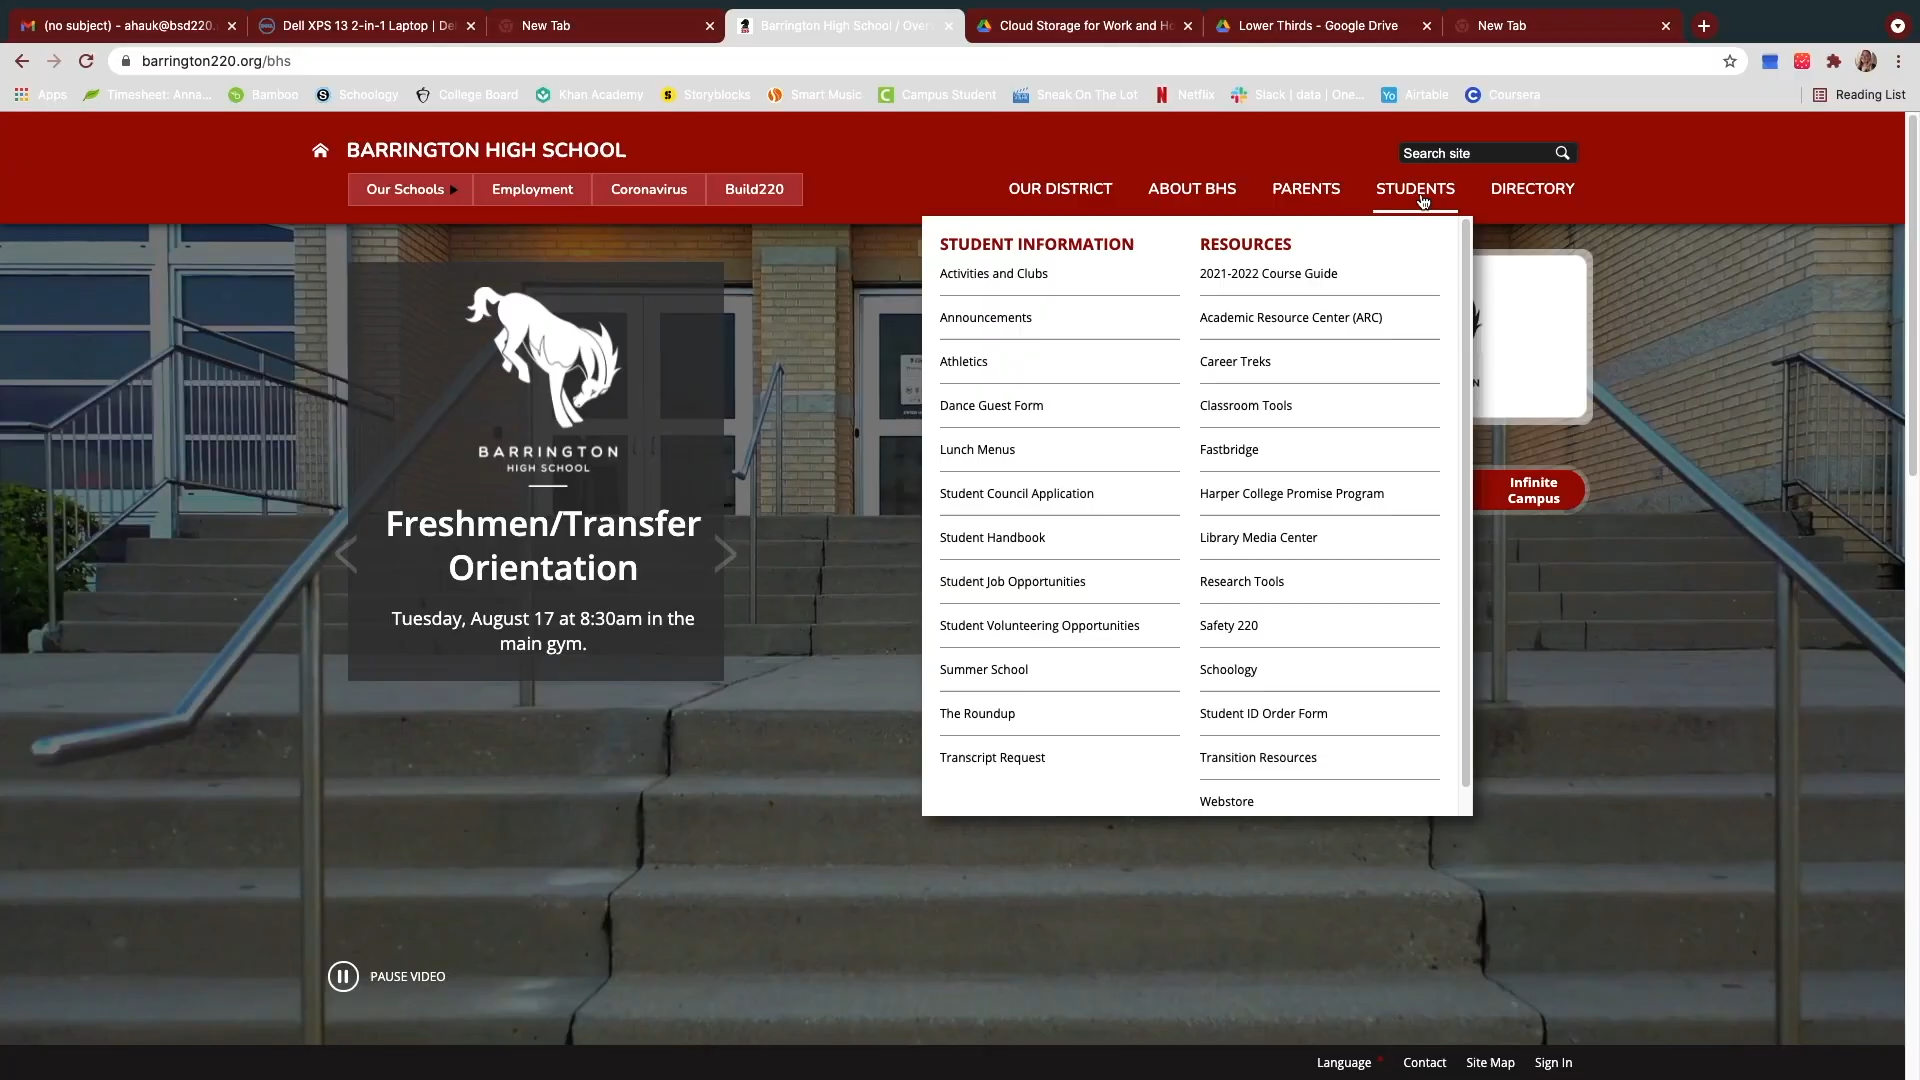 (no subject) - ahauk@bsd220.
Dell XPS 13 2-in-1 Laptop | De
New Tab
Barrington High School / Over
Cloud Storage for Work and Ho
Lower Thirds - Google Drive
New Tab
barrington220.org/bhs
Apps
Timesheet: Anna...
Bamboo
Schoology
College Board
Khan Academy
Storyblocks
Smart Music
Campus Student
Sneak On The Lot
Netflix
Slack | data | One...
Airtable
Coursera
Reading List
BARRINGTON HIGH SCHOOL
Search site
Our Schools
Employment
Coronavirus
Build220
OUR DISTRICT
ABOUT BHS
PARENTS
STUDENTS
DIRECTORY
STUDENT INFORMATION
Activities and Clubs
Announcements
Athletics
Dance Guest Form
Lunch Menus
Student Council Application
Student Handbook
Student Job Opportunities
Student Volunteering Opportunities
Summer School
The Roundup
Transcript Request
RESOURCES
2021-2022 Course Guide
Academic Resource Center (ARC)
Career Treks
Classroom Tools
Fastbridge
Harper College Promise Program
Library Media Center
Research Tools
Safety 220
Schoology
Student ID Order Form
Transition Resources
Webstore
BARRINGTON
HIGH SCHOOL
Freshmen/Transfer
Orientation
Tuesday, August 17 at 8:30am in the
main gym.
Infinite
Campus
PAUSE VIDEO
Language
Contact
Site Map
Sign In